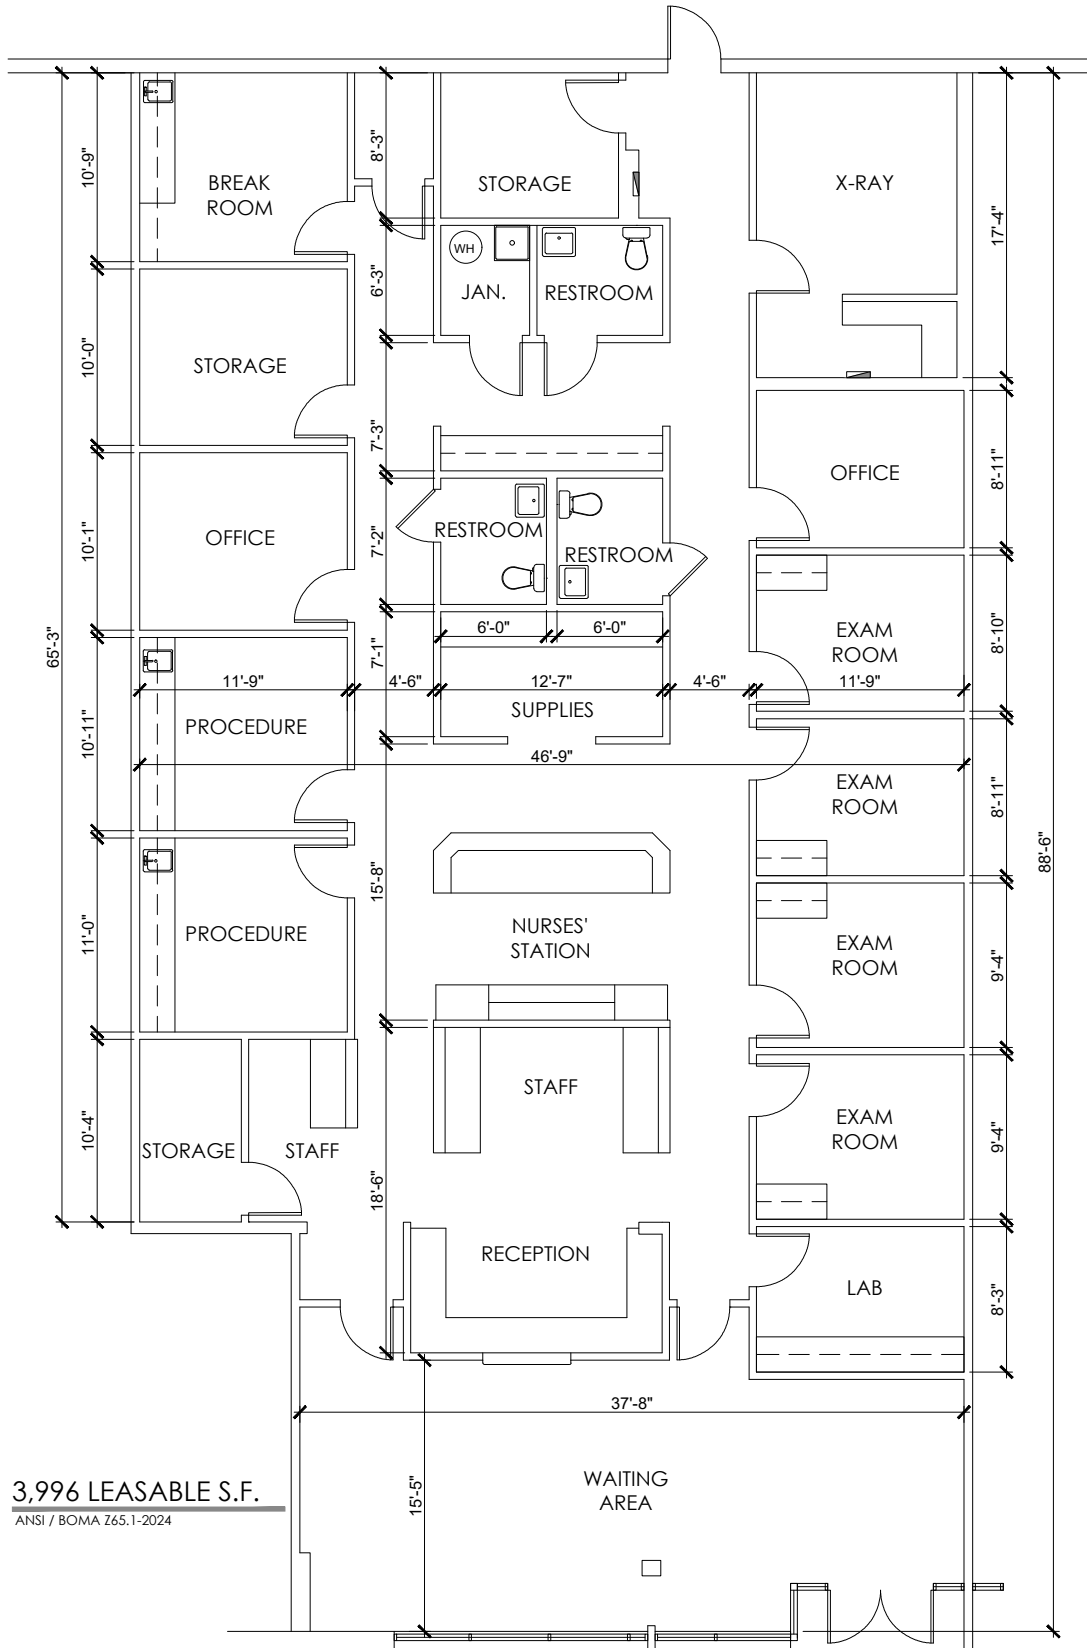 BREAK
ROOM
STORAGE
X-RAY
10'-9"
8'-3"
17'-4"
WH
JAN.
RESTROOM
6'-3"
STORAGE
10'-0"
7'-3"
OFFICE
8'-11"
OFFICE
10'-1"
RESTROOM
RESTROOM
7'-2"
6'-0"
6'-0"
EXAM
ROOM
8'-10"
65'-3"
7'-1"
11'-9"
4'-6"
12'-7"
4'-6"
11'-9"
SUPPLIES
PROCEDURE
10'-11"
46'-9"
EXAM
ROOM
8'-11"
88'-6"
15'-8"
PROCEDURE
11'-0"
NURSES'
STATION
EXAM
ROOM
9'-4"
STAFF
EXAM
ROOM
9'-4"
10'-4"
STORAGE
STAFF
18'-6"
RECEPTION
LAB
8'-3"
37'-8"
WAITING
AREA
15'-5"
3,996 LEASABLE S.F.
ANSI / BOMA Z65.1-2024